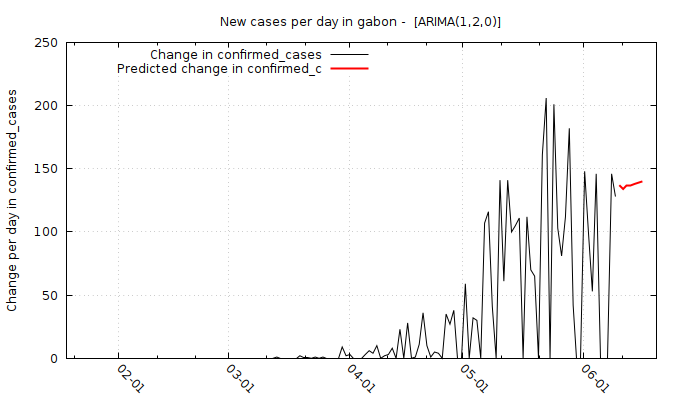 New cases per day in gabon -  [ARIMA(1,2,0)]
Change in confirmed_cases
Predicted change in confirmed_c
Change per day in confirmed_cases
250
200
150
100
50
0
02-01
03-01
04-01
05-01
06-01